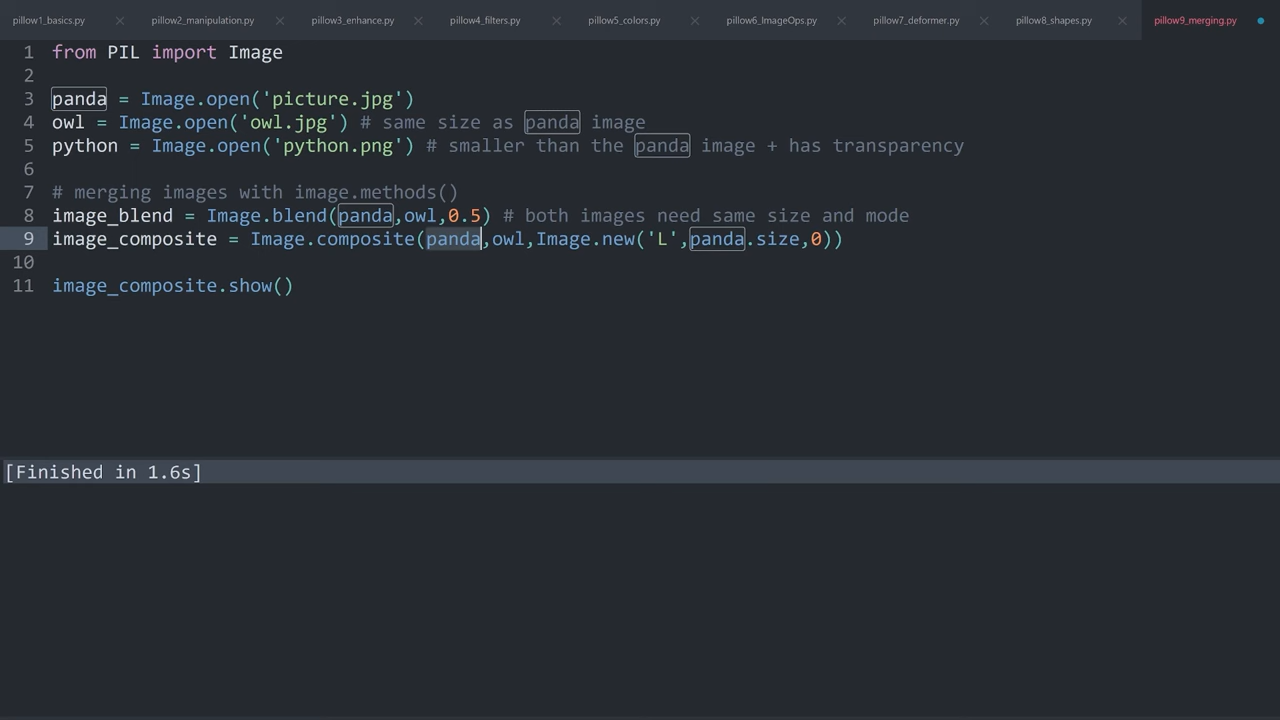 pillow1_basics.py
pillow2_manipulation.py
pillow3_enhance.py
pillow4_filters.py
pillow5_colors.py
pillow6_ImageOps.py
pillow7_deformer.py
pillow8_shapes.py
pillow9_merging.py
1 from PIL import Image
2
3 panda = Image.open('picture.jpg')
4 owl = Image.open('owl.jpg') # same size as panda image
5 python = Image.open('python.png') # smaller than the panda image + has transparency
6
7 # merging images with image.methods()
8 image_blend = Image.blend(panda,owl,0.5) # both images need same size and mode
9 image_composite = Image.composite(panda,owl,Image.new('L',panda.size,0))
10
11 image_composite.show()
[Finished in 1.6s]